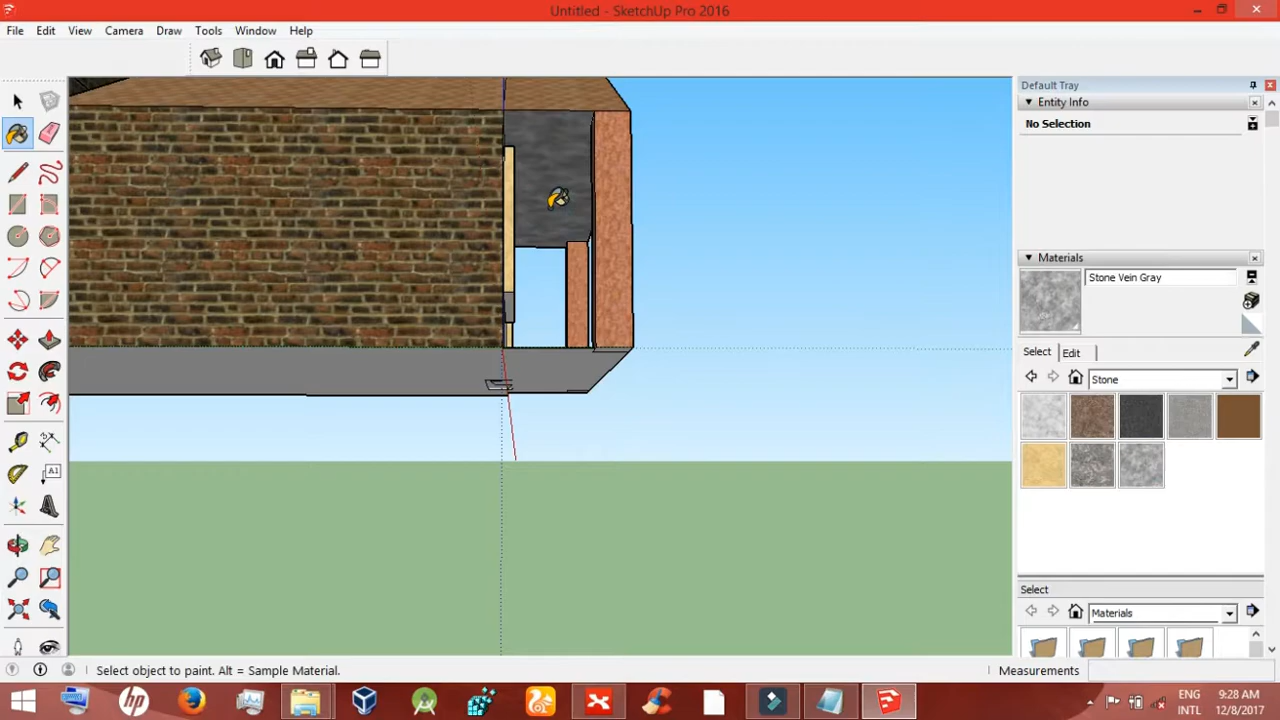 Untitled - SketchUp Pro 2016
File Edit View Camera Draw Tools Window Help
Default Tray
Entity Info
No Selection
Materials
Stone Vein Gray
Select Edit
Stone
A1
Select
Materials
Select object to paint. Alt = Sample Material.
Measurements
ENG
INTL
9:28 AM
12/8/2017